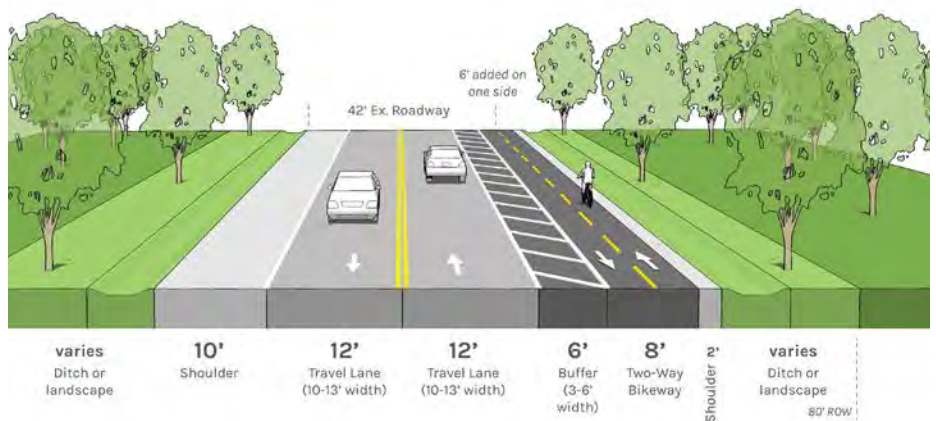 6' added on
one side
42' Ex. Roadway
varies
Ditch or
landscape
10'
Shoulder
12'
Travel Lane
(10-13' width)
12'
Travel Lane
(10-13' width)
6'
Buffer
(3-6'
width)
8'
Two-Way
Bikeway
2'
Shoulder
varies
Ditch or
landscape
80' ROW